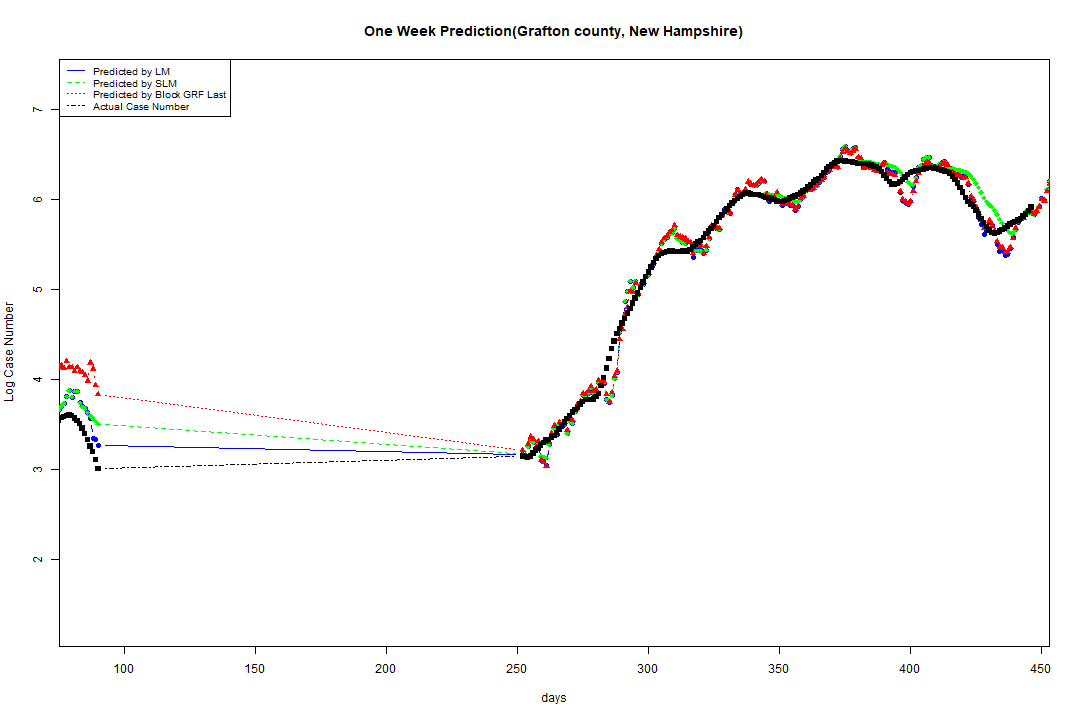 One Week Prediction(Grafton county, New Hampshire)
Predicted by LM
Predicted by SLM
Predicted by Block GRF Last
Actual Case Number
7
6
5
4
3
2
Log Case Number
100 150 200 250 300 350 400 450
days